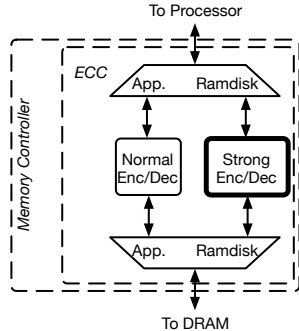 To Processor
ECC
App. Ramdisk
Memory Controller
Normal
Enc/Dec
Strong
Enc/Dec
App. Ramdisk
To DRAM